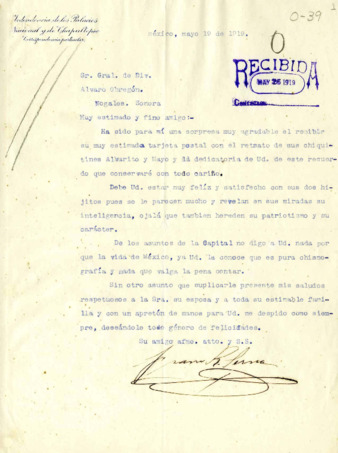 Intendencia de los Palacios
Nacional y de Chapultepec
Correspondencia particular
O-39
1
México, mayo 19 de 1919.
0
RECIBIDA
MAY 26 1919
Contestada
Sr. Gral. de Div.
Alvaro Obregón.
Nogales, Sonora
Muy estimado y fino amigo:-
Ha sido para mí una sorpresa muy agradable el recibir
su muy estimada tarjeta postal con el retrato de sus chiqui-
tines Alvarito y Mayo y la dedicatoria de Ud. de este recuer-
do que conservaré con todo cariño.
Debe Ud. estar muy feliz y satisfecho con sus dos hi-
jitos pues se le parecen mucho y revelan en sus miradas su
inteligencia, ojalá que tambien hereden su patriotismo y su
carácter.
De los asuntos de la Capital no digo a Ud. nada por
que la vida de México, ya Ud. la conoce que es pura chismo-
grafía y nada que valga la pena contar.
Sin otro asunto que suplicarle presente mis saludos
respetuosos a la Sra. su esposa y a toda su estimable fami-
lia y con un apretón de manos para Ud. me despido como siem-
pre, deseándole todo género de felicidades.
Su amigo afmo. atto. y S.S.